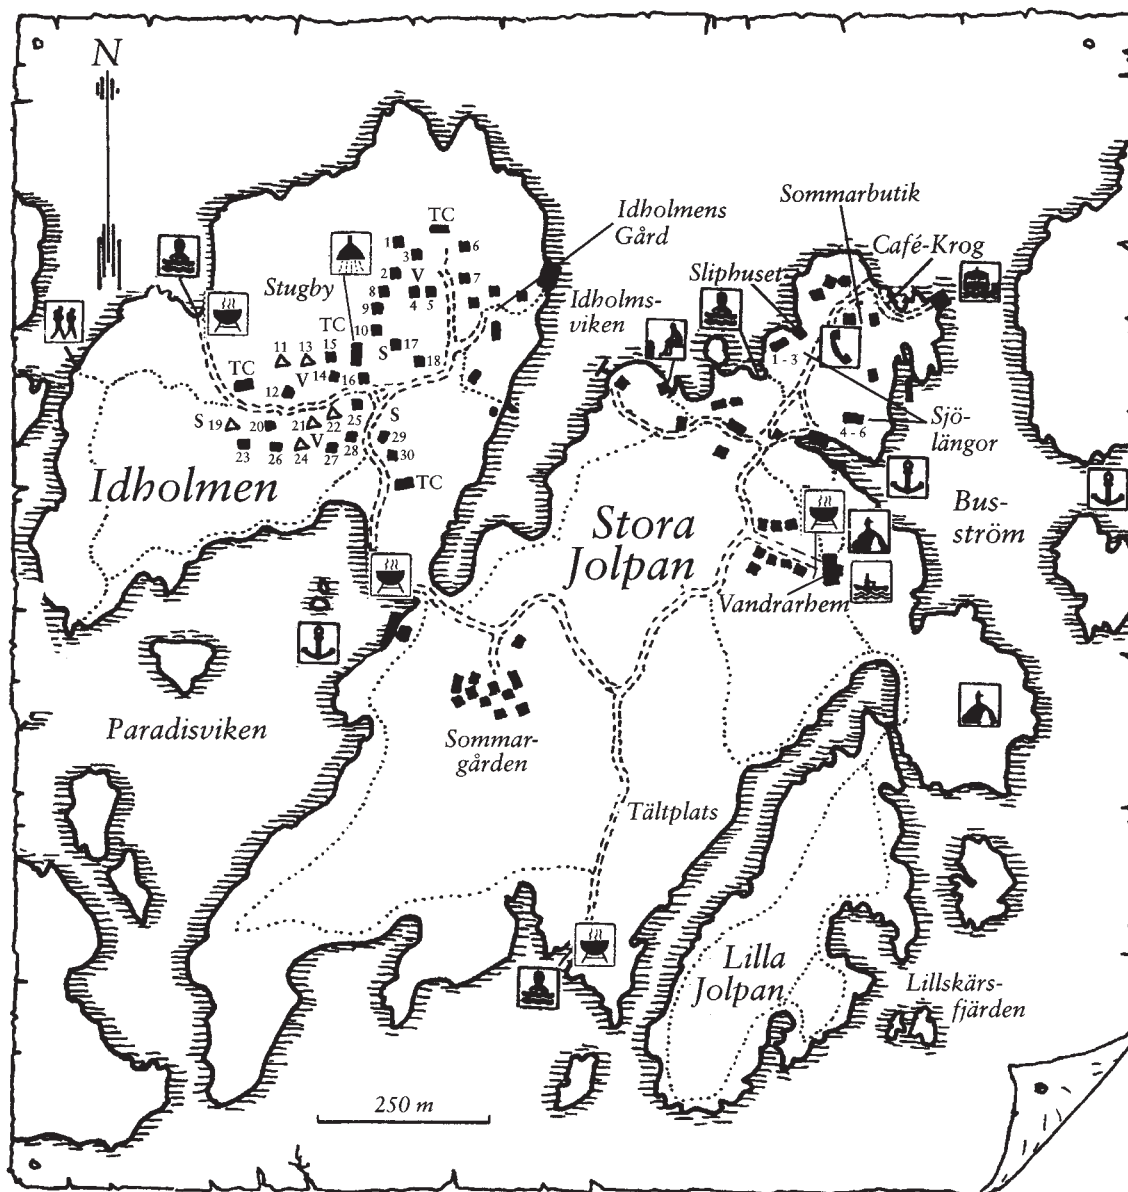 N
Sommarbutik
TC
Idholmens
Gård
Café-Krog
1
6
3
Sliphuset
2
V
7
Stugby
8
4
5
Idholms-
viken
9
TC
10
11
13
15
S
17
1 - 3
TC
V
14
16
18
12
S
19
20
21
22
25
S
Sjö-
längor
4 - 6
23
26
24
V
27
28
29
30
TC
Idholmen
Stora
Jolpan
Bus-
ström
Vandrarhem
Paradisviken
Sommar-
gården
Tältplats
Lilla
Jolpan
Lillskärs-
fjärden
250 m